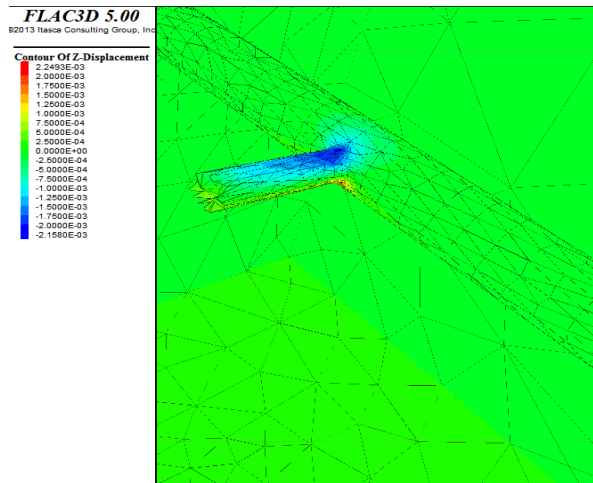 FLAC3D 5.00
©2013 Itasca Consulting Group, Inc.
Contour Of Z-Displacement
2.2493E-03
2.0000E-03
1.7500E-03
1.5000E-03
1.2500E-03
1.0000E-03
7.5000E-04
5.0000E-04
2.5000E-04
0.0000E+00
-2.5000E-04
-5.0000E-04
-7.5000E-04
-1.0000E-03
-1.2500E-03
-1.5000E-03
-1.7500E-03
-2.0000E-03
-2.1580E-03